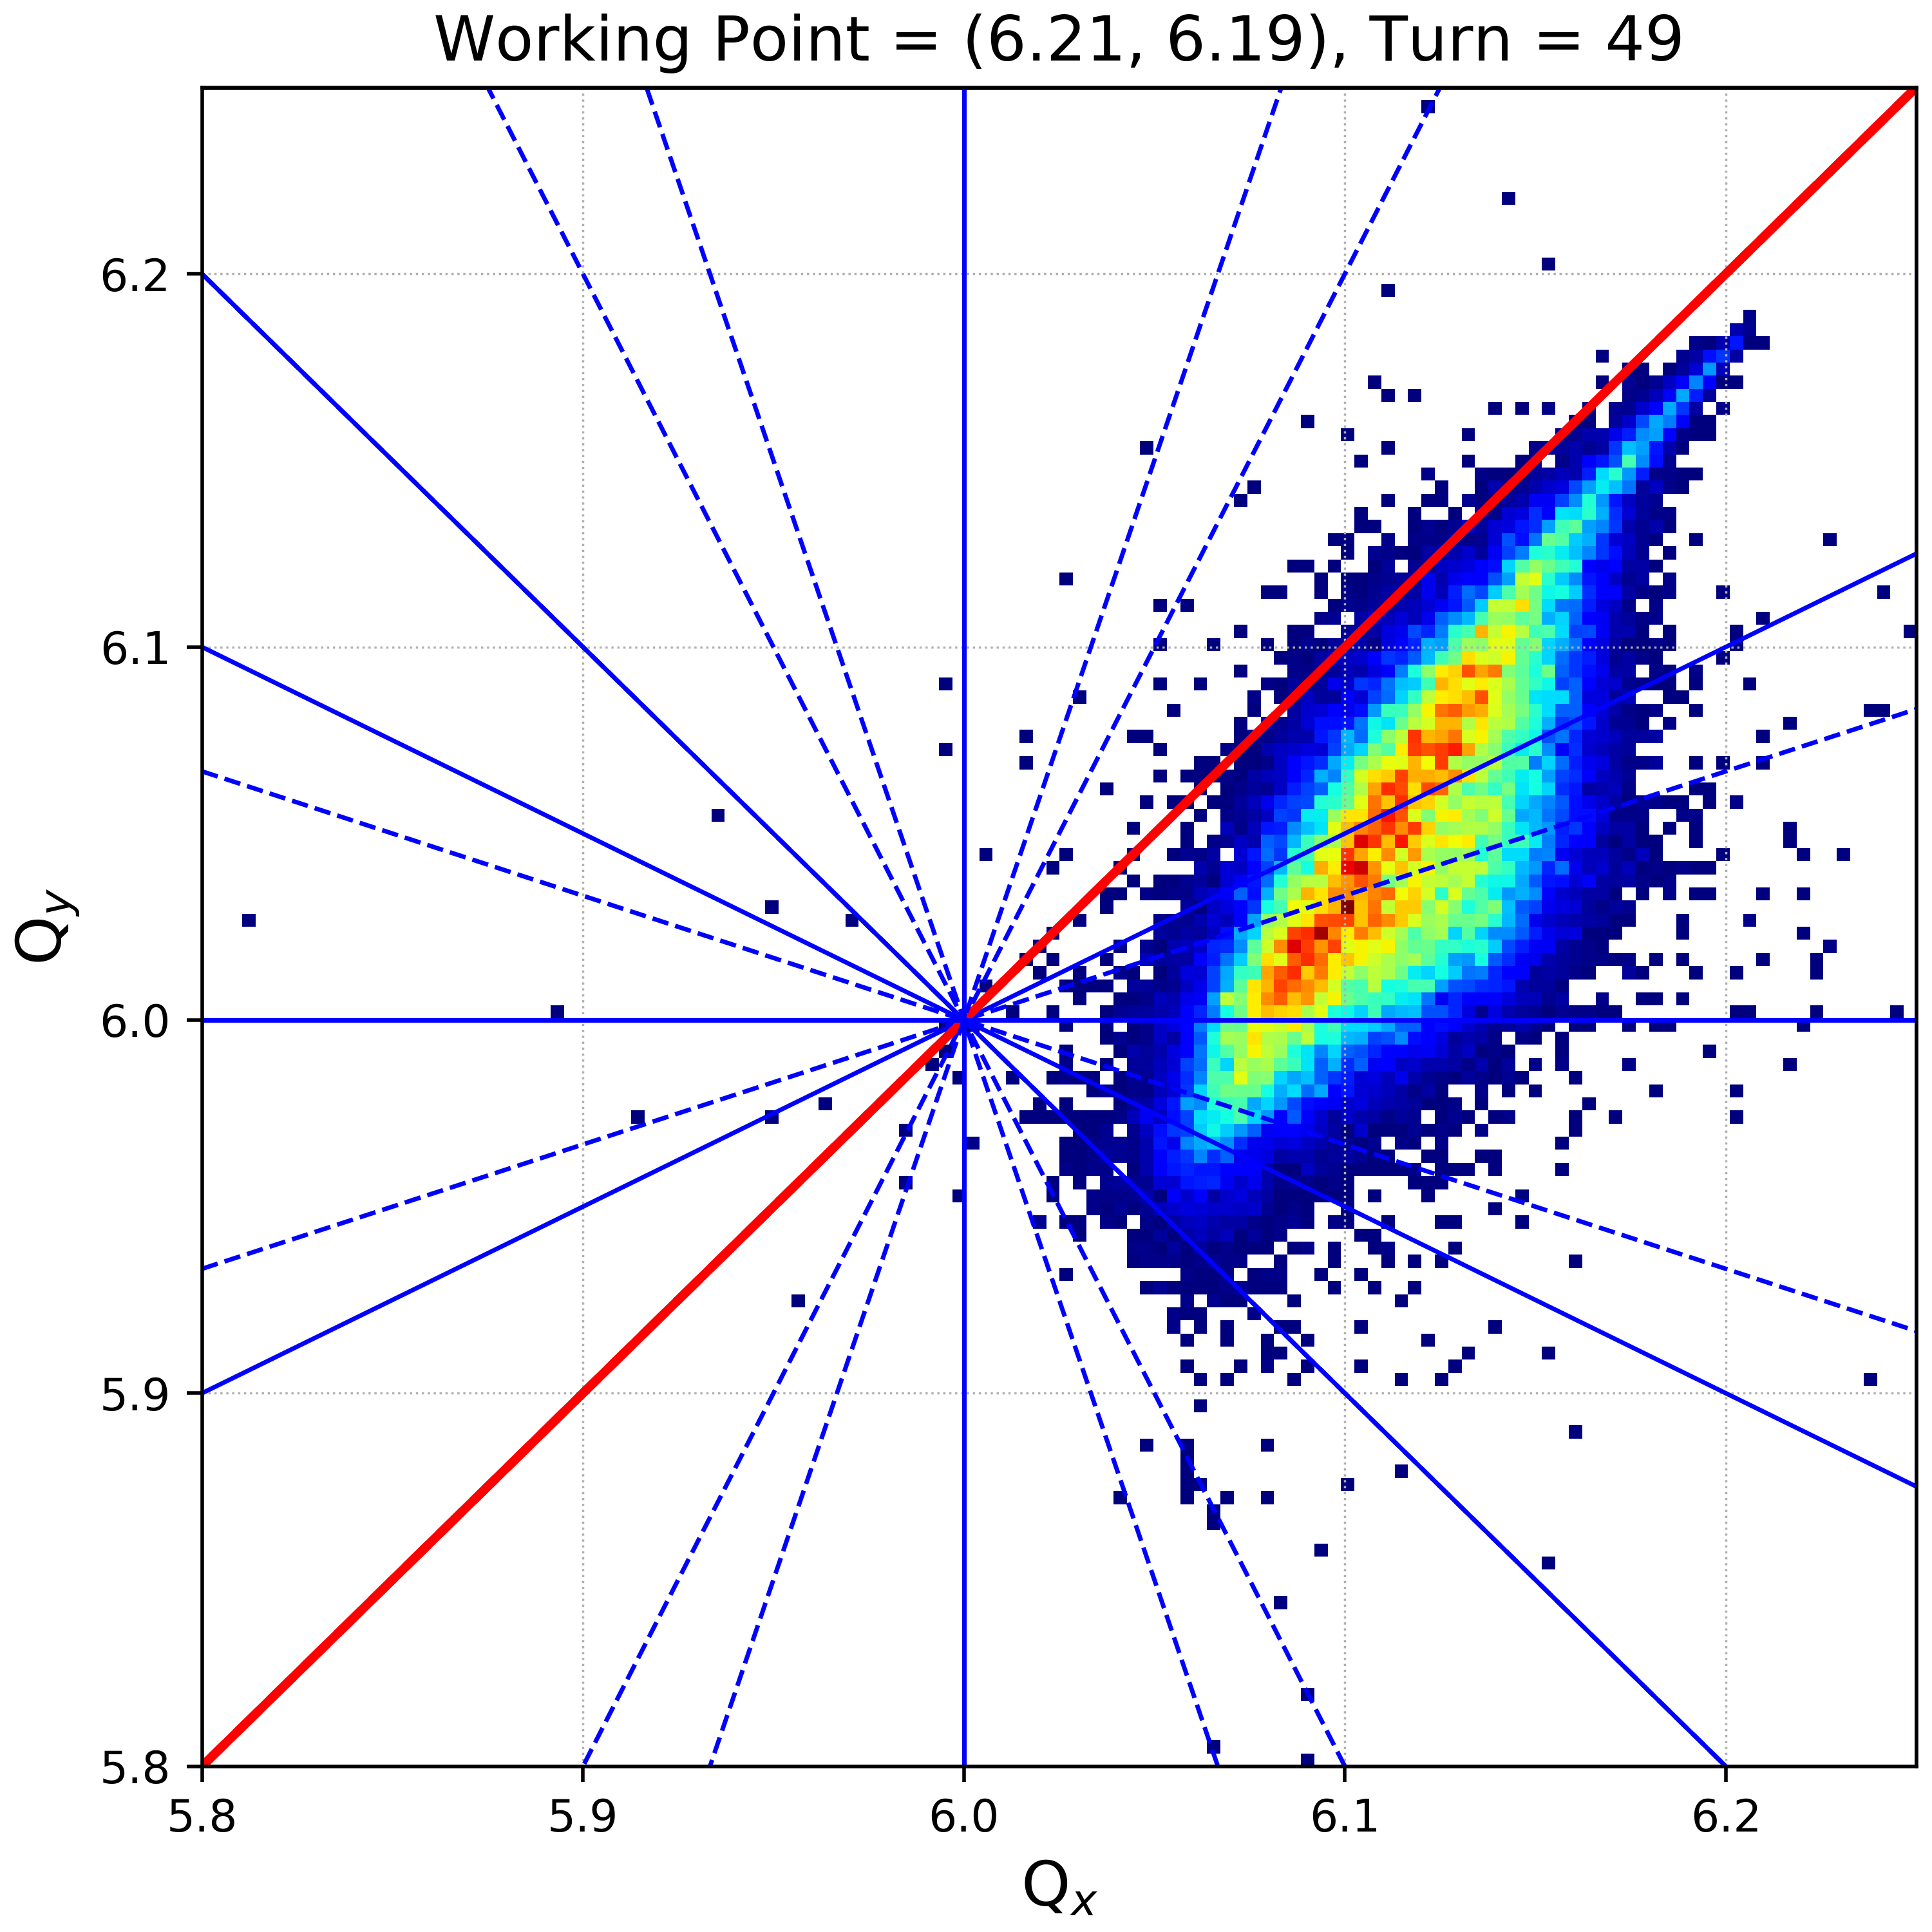 Working Point = (6.21, 6.19), Turn = 49
6.2
6.1
6.0
5.9
5.8
Qy
5.8 5.9 6.0 6.1 6.2
Qx